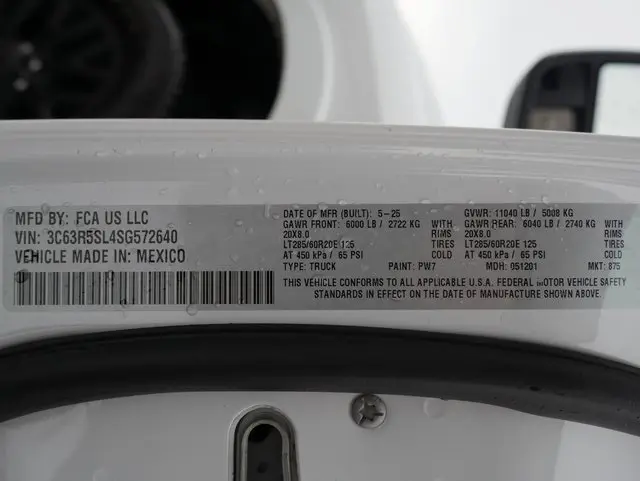 MFD BY: FCA US LLC
VIN: 3C63R5SL4SG572640
VEHICLE MADE IN: MEXICO
DATE OF MFR (BUILT): 5-25 GVWR: 11040 LB / 5008 KG
GAWR FRONT: 6000 LB / 2722 KG WITH GAWR REAR: 6040 LB / 2740 KG WITH
20X8.0 RIMS 20X8.0 RIMS
LT285/60R20E 125 TIRES LT285/60R20E 125 TIRES
AT 450 kPa / 65 PSI COLD AT 450 kPa / 65 PSI COLD
TYPE: TRUCK PAINT: PW7 MDH: 051201 MKT: 875
THIS VEHICLE CONFORMS TO ALL APPLICABLE U.S.A. FEDERAL MOTOR VEHICLE SAFETY
STANDARDS IN EFFECT ON THE DATE OF MANUFACTURE SHOWN ABOVE.